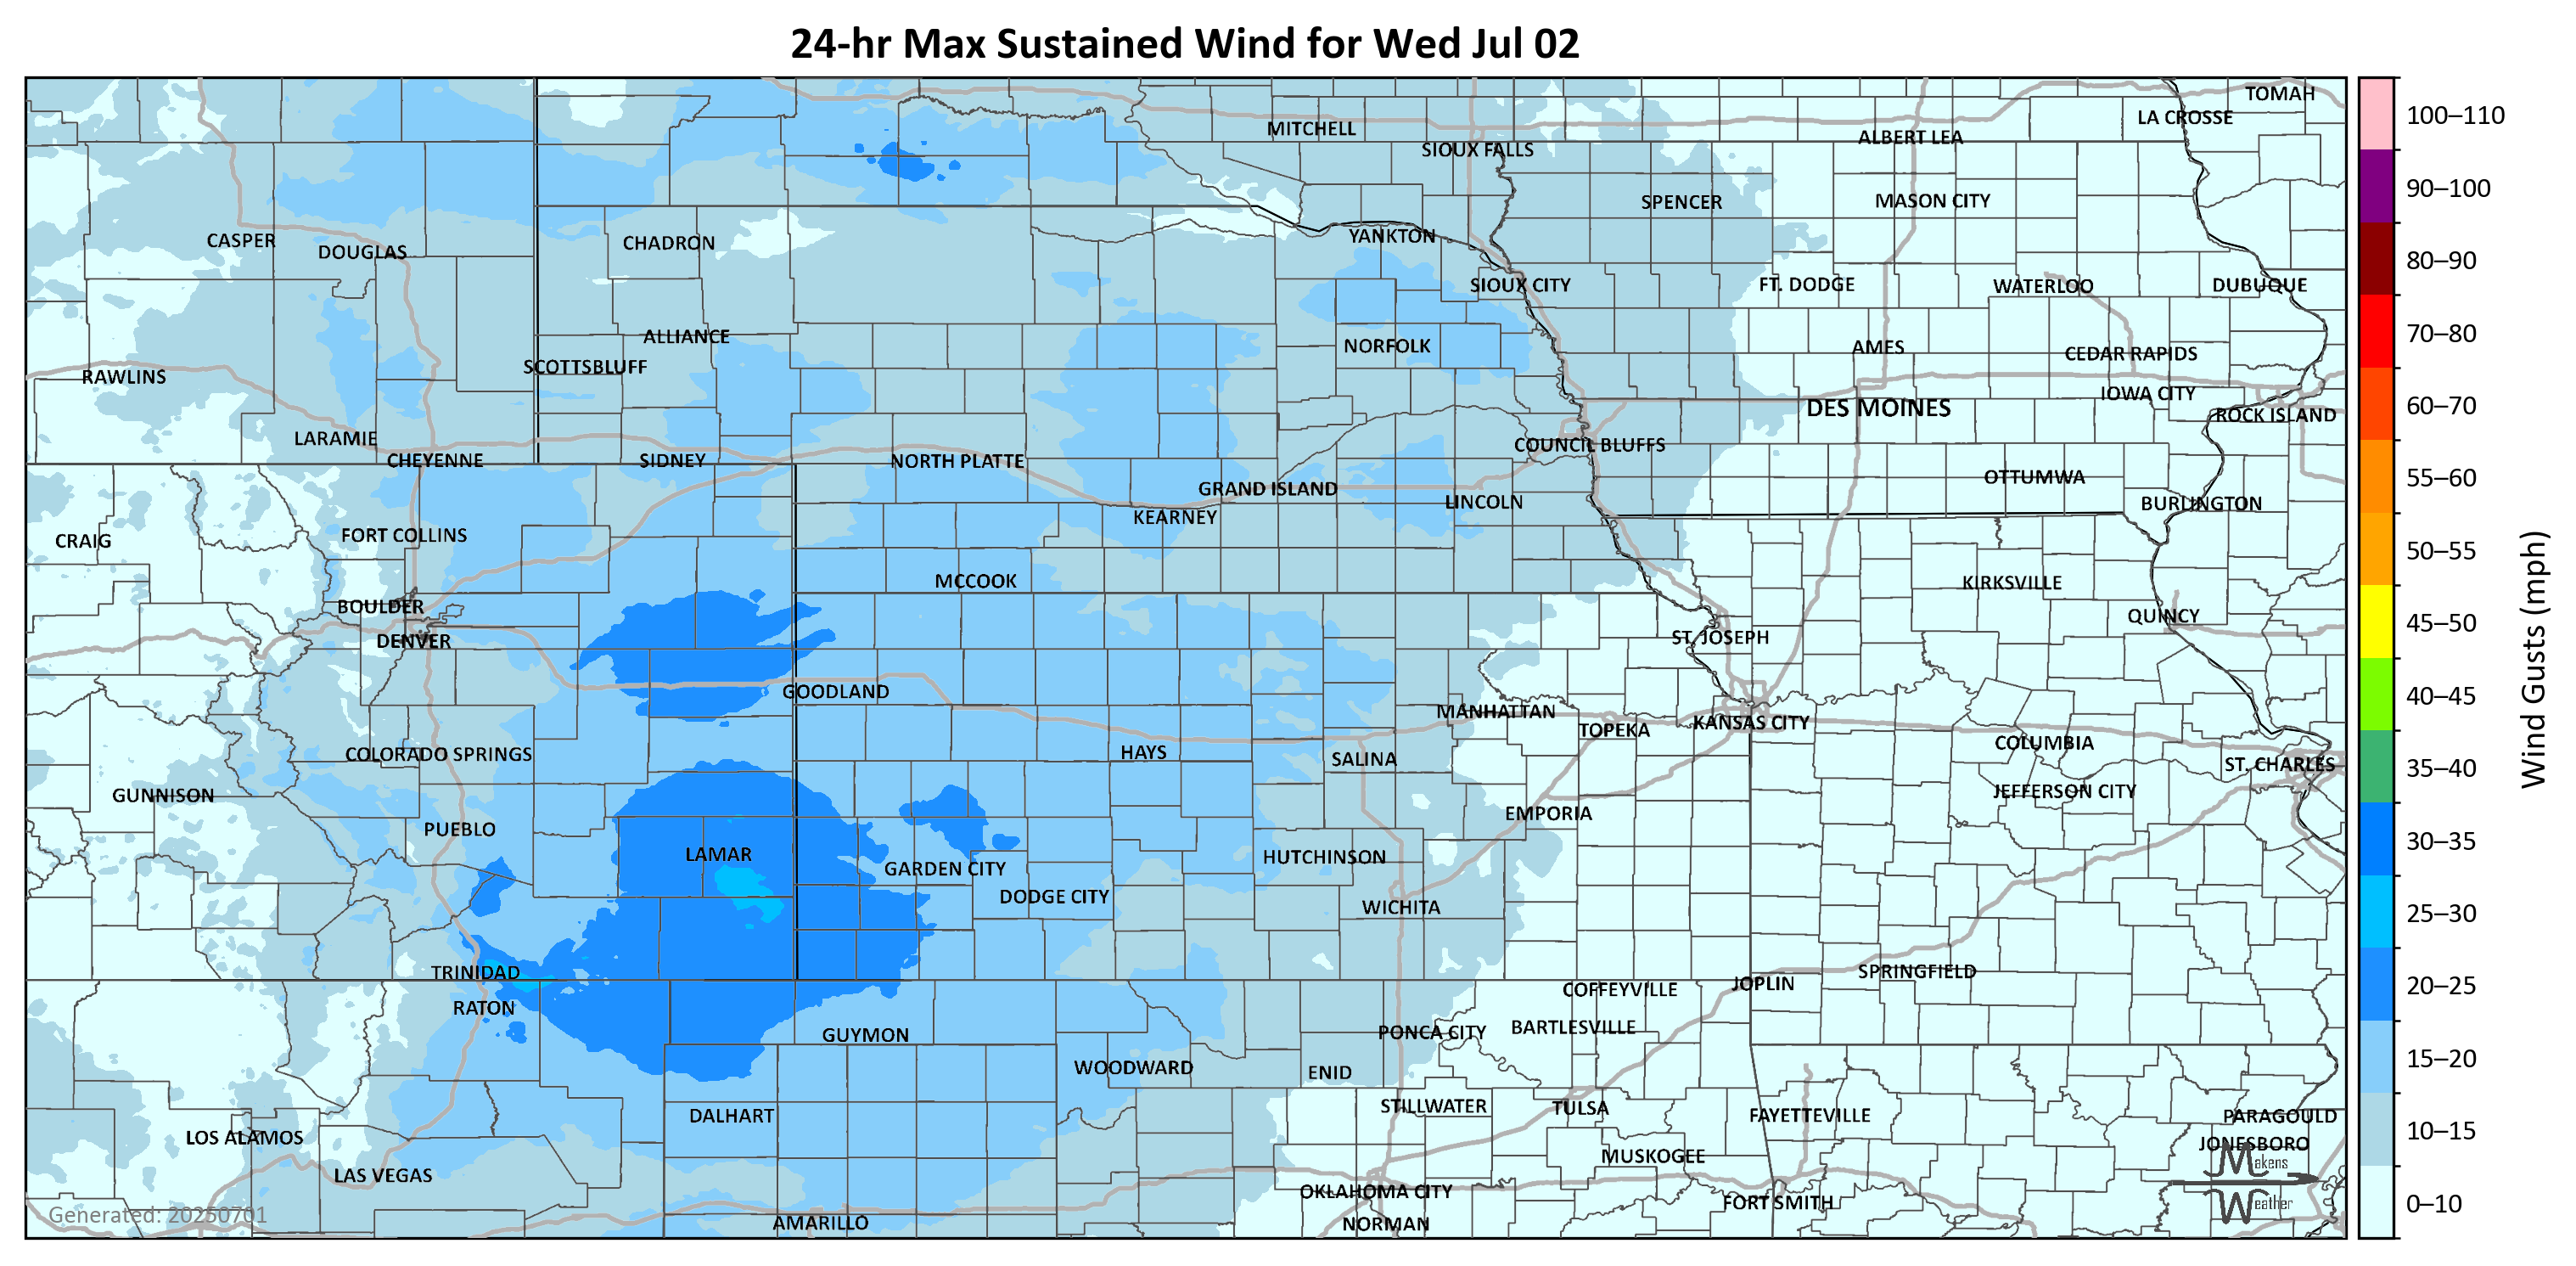 24-hr Max Sustained Wind for Wed Jul 02
TOMAH
LA CROSSE
MITCHELL
ALBERT LEA
SIOUX FALLS
SPENCER
MASON CITY
CASPER
DOUGLAS
CHADRON
YANKTON
SIOUX CITY
FT. DODGE
WATERLOO
DUBUQUE
ALLIANCE
NORFOLK
AMES
CEDAR RAPIDS
SCOTTSBLUFF
RAWLINS
IOWA CITY
DES MOINES
ROCK ISLAND
LARAMIE
COUNCIL BLUFFS
CHEYENNE
SIDNEY
NORTH PLATTE
OTTUMWA
GRAND ISLAND
LINCOLN
BURLINGTON
KEARNEY
FORT COLLINS
CRAIG
MCCOOK
KIRKSVILLE
BOULDER
QUINCY
DENVER
ST. JOSEPH
GOODLAND
MANHATTAN
TOPEKA
KANSAS CITY
COLUMBIA
COLORADO SPRINGS
HAYS
SALINA
ST. CHARLES
GUNNISON
JEFFERSON CITY
EMPORIA
PUEBLO
LAMAR
GARDEN CITY
HUTCHINSON
DODGE CITY
WICHITA
TRINIDAD
SPRINGFIELD
JOPLIN
COFFEYVILLE
RATON
GUYMON
PONCA CITY
BARTLESVILLE
WOODWARD
ENID
DALHART
STILLWATER
TULSA
FAYETTEVILLE
PARAGOULD
LOS ALAMOS
JONESBORO
MUSKOGEE
LAS VEGAS
OKLAHOMA CITY
FORT SMITH
AMARILLO
NORMAN
Generated: 20250701
Makens
Weather
100–110
90–100
80–90
70–80
60–70
55–60
50–55
45–50
40–45
35–40
30–35
25–30
20–25
15–20
10–15
0–10
Wind Gusts (mph)